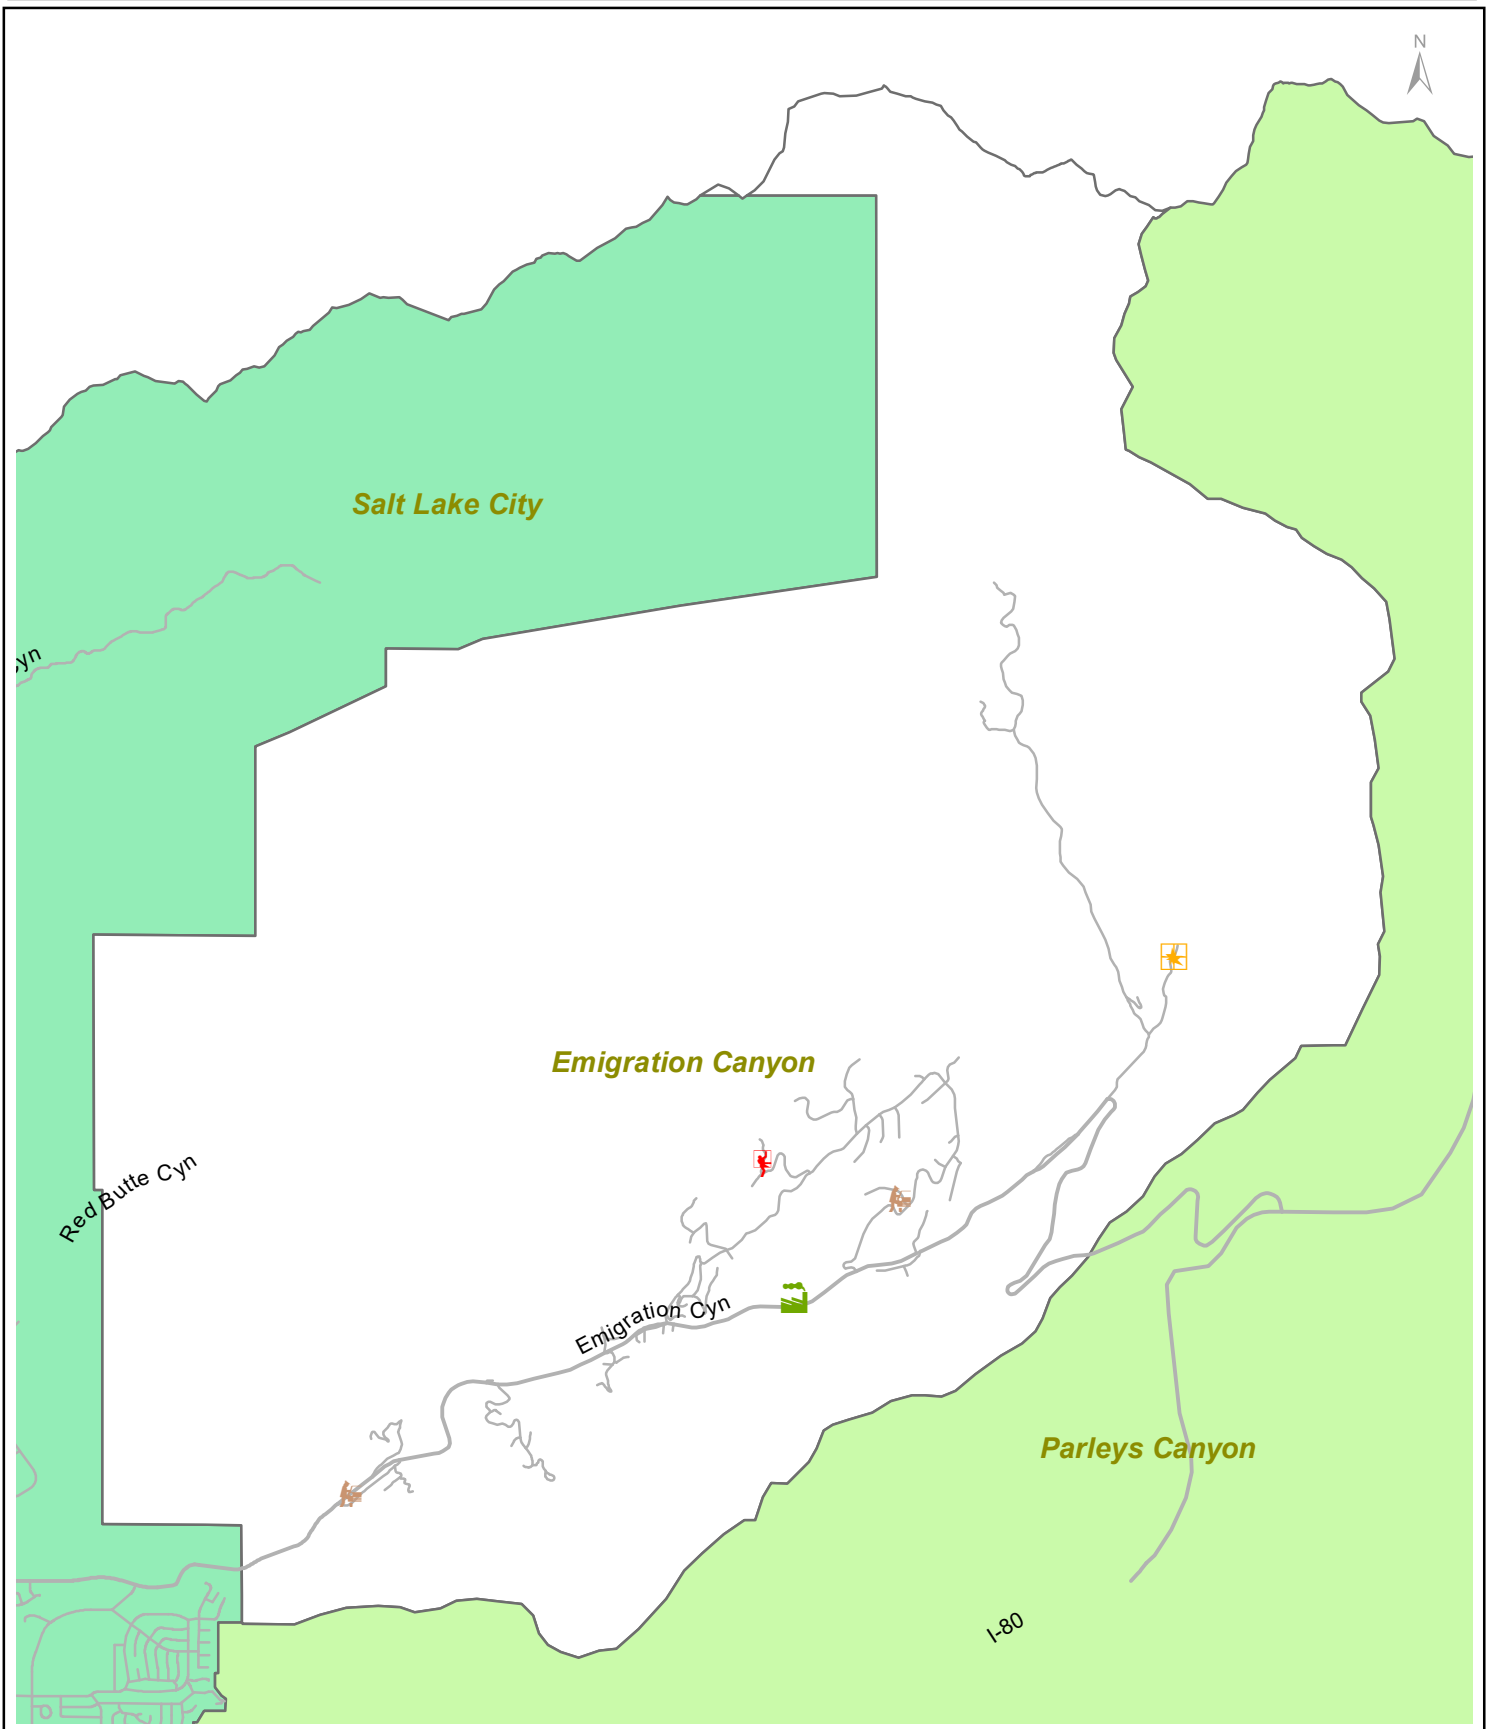 N
Salt Lake City
Emigration Canyon
Red Butte Cyn
Emigration Cyn
Parleys Canyon
I-80